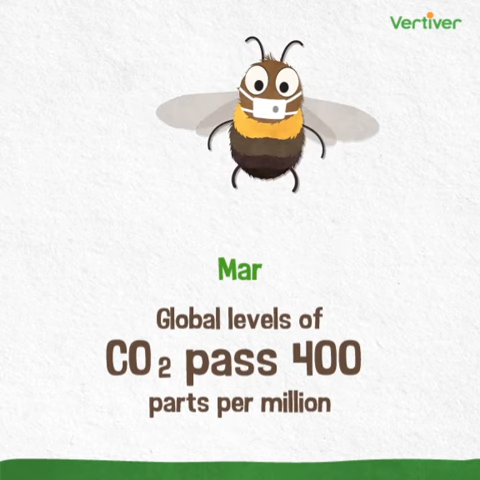 Vertiver
Mar
Global levels of
CO₂ pass 400
parts per million